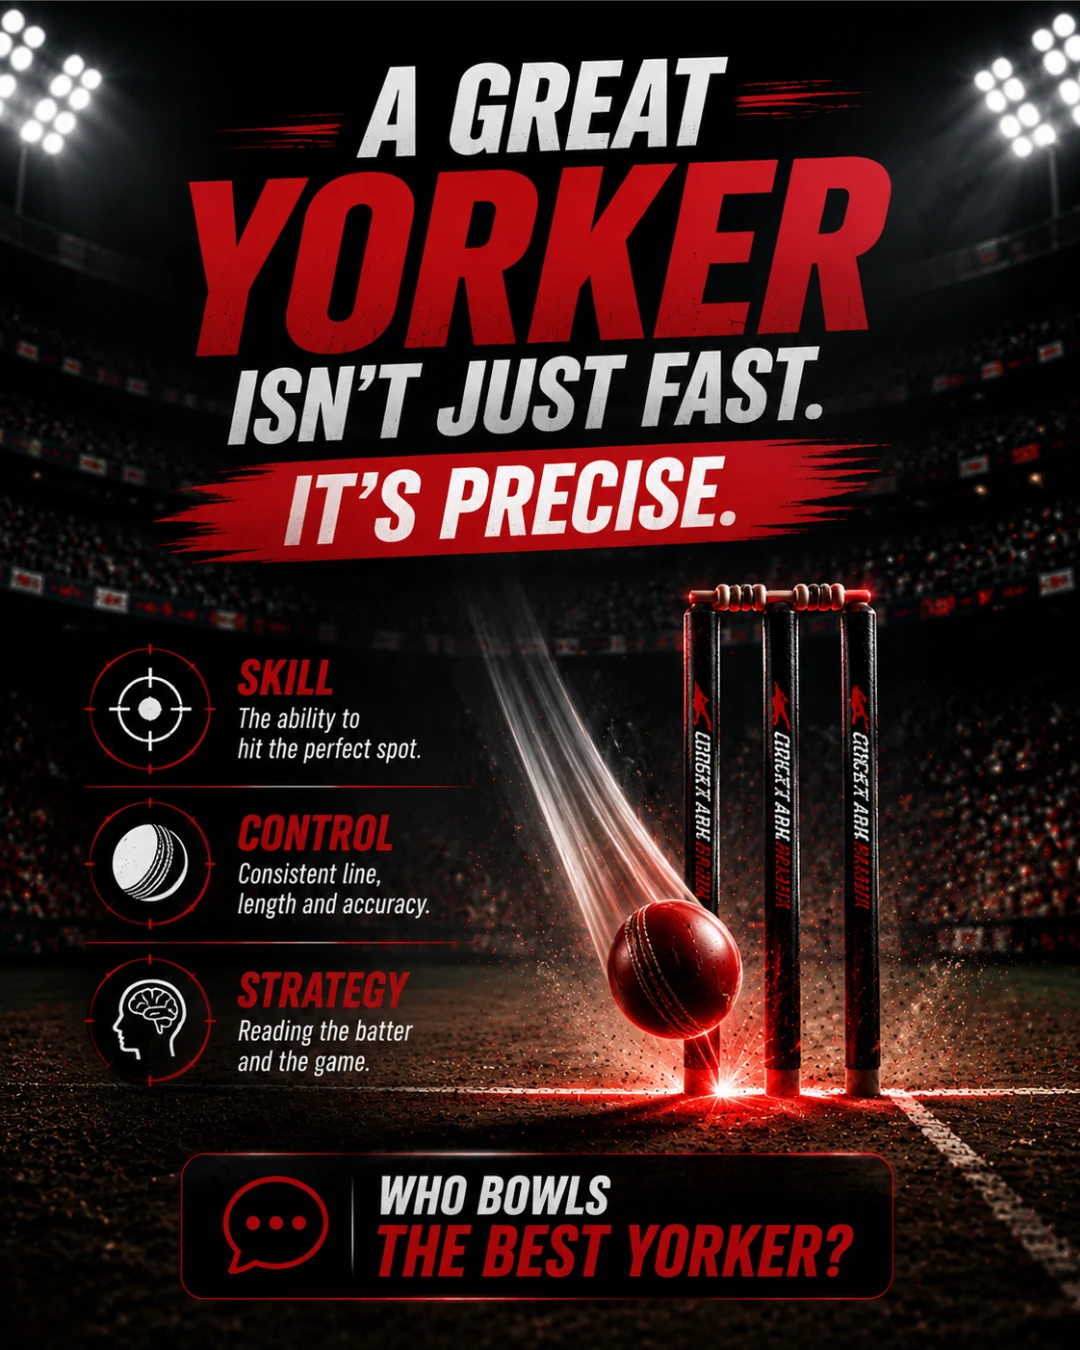 A GREAT
YORKER
ISN'T JUST FAST.
IT'S PRECISE.
SKILL
The ability to
hit the perfect spot.
CONTROL
Consistent line,
length and accuracy.
STRATEGY
Reading the batter
and the game.
WHO BOWLS
THE BEST YORKER?